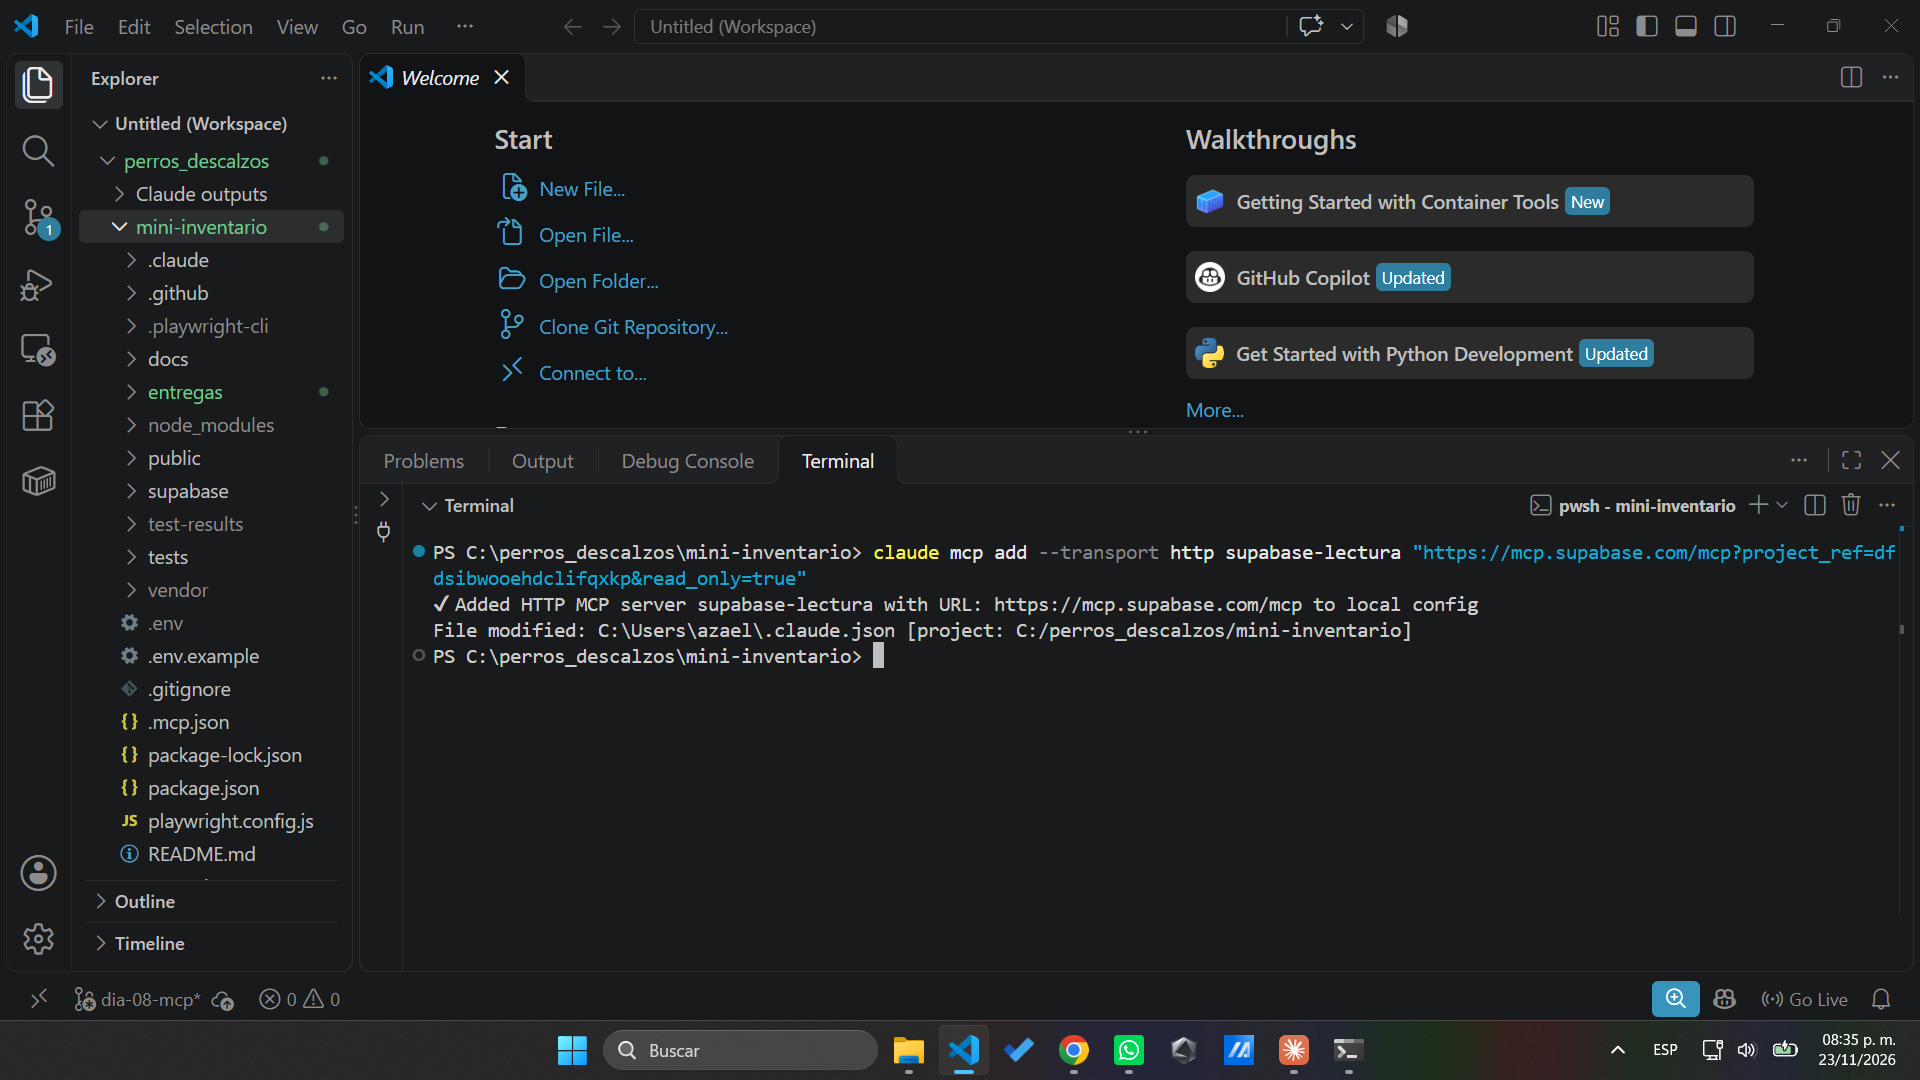 File Edit Selection View Go Run ···
Untitled (Workspace)
Explorer
Untitled (Workspace)
perros_descalzos
Claude outputs
mini-inventario
.claude
.github
.playwright-cli
docs
entregas
node_modules
public
supabase
test-results
tests
vendor
.env
.env.example
.gitignore
.mcp.json
package-lock.json
package.json
JS playwright.config.js
README.md
Outline
Timeline
1
Welcome
Start
New File...
Open File...
Open Folder...
Clone Git Repository...
Connect to...
Walkthroughs
Getting Started with Container Tools New
GitHub Copilot Updated
Get Started with Python Development Updated
More...
Problems Output Debug Console Terminal
Terminal
pwsh - mini-inventario
PS C:\perros_descalzos\mini-inventario> claude mcp add --transport http supabase-lectura "https://mcp.supabase.com/mcp?project_ref=df
dsibwooehdclifqxkp&read_only=true"
✓ Added HTTP MCP server supabase-lectura with URL: https://mcp.supabase.com/mcp to local config
File modified: C:\Users\azael\.claude.json [project: C:/perros_descalzos/mini-inventario]
PS C:\perros_descalzos\mini-inventario>
dia-08-mcp* 0 0
Go Live
Buscar
ESP
08:35 p. m.
23/11/2026